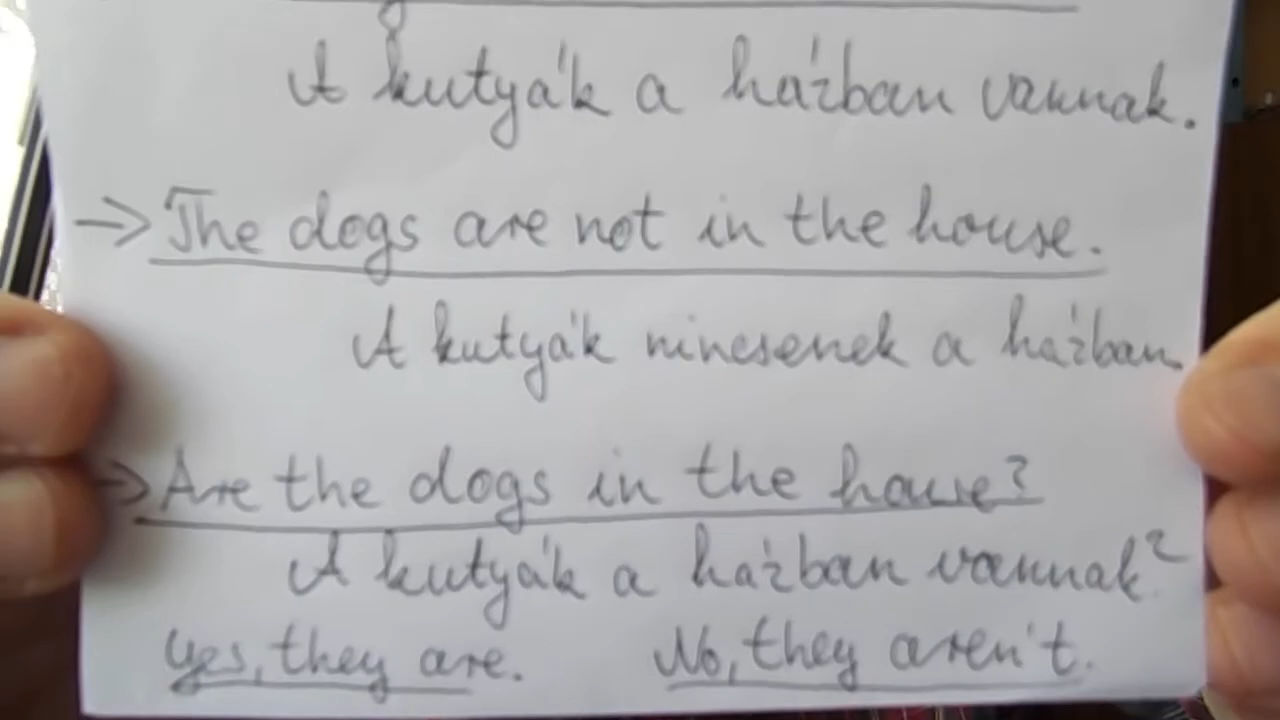 A kutyák a házban vannak.
→ The dogs are not in the house.
A kutyák nincsenek a házban.
→ Are the dogs in the house?
A kutyák a házban vannak?
Yes, they are. No, they aren't.